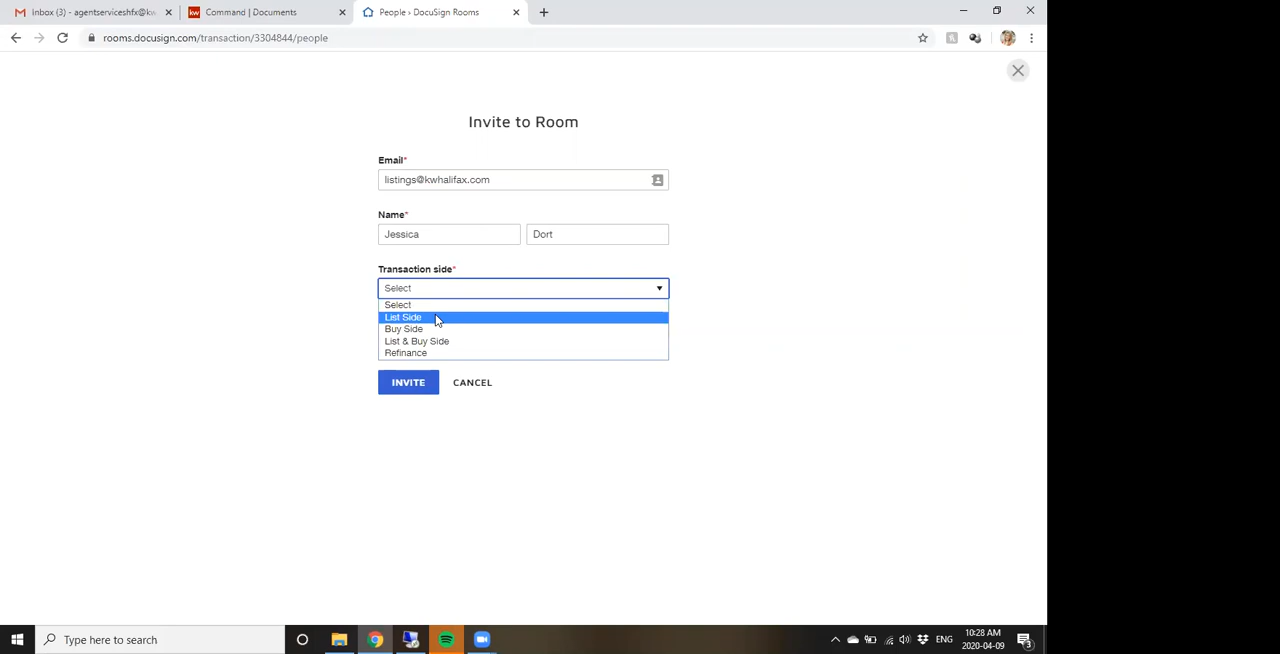 Inbox (3) - agentserviceshfx@kw
kw Command | Documents
People › DocuSign Rooms
rooms.docusign.com/transaction/3304844/people
Invite to Room
Email*
listings@kwhalifax.com
Name*
Jessica Dort
Transaction side*
Select
Select
List Side
Buy Side
List & Buy Side
Refinance
INVITE CANCEL
Type here to search
ENG
10:28 AM
2020-04-09
3